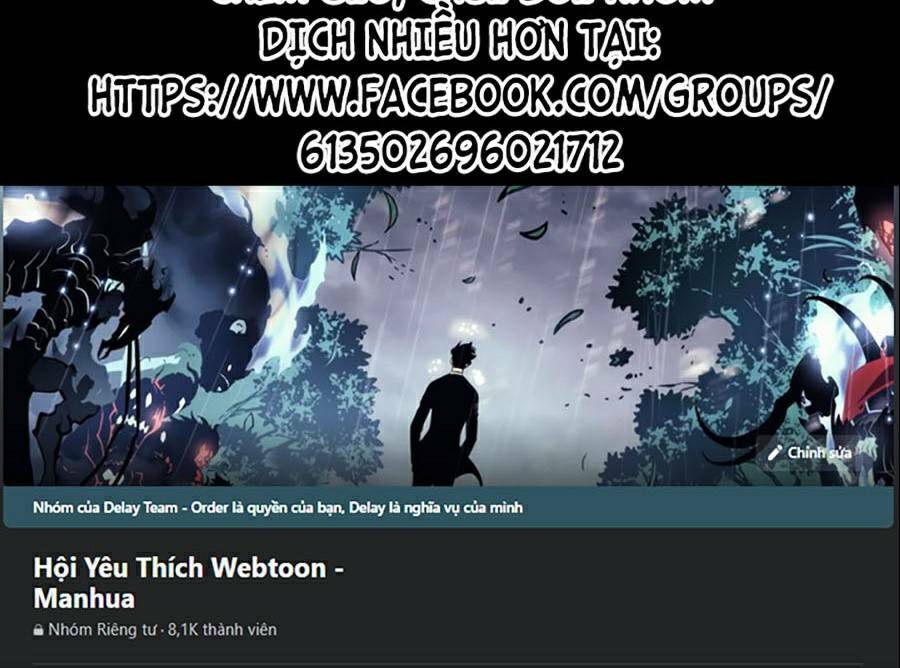 DỊCH NHIỀU HƠN TẠI:
HTTPS://WWW.FACEBOOK.COM/GROUPS/
613502696021712
Chỉnh sửa
Nhóm của Delay Team - Order là quyền của bạn, Delay là nghĩa vụ của mình
Hội Yêu Thích Webtoon -
Manhua
Nhóm Riêng tư · 8,1K thành viên